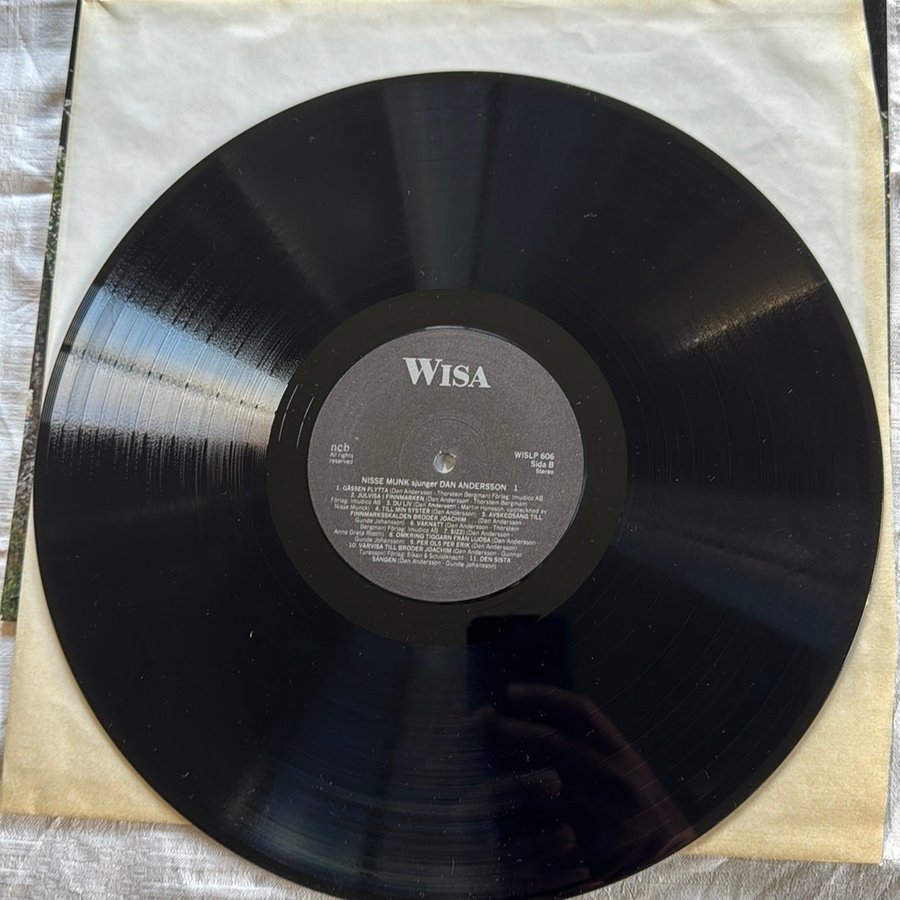 WISA
ncb
All rights
reserved
WISLP 606
Sida B
Stereo
NISSE MUNK sjunger DAN ANDERSSON 1
1. GÄSSEN FLYTTA (Dan Andersson - Thorstein Bergman) Förlag: Imudico AB
2. JULVISA I FINNMARKEN (Dan Andersson - Thorstein Bergman)
Förlag: Imudico AB 3. DU LIV (Dan Andersson - Martin Hansson, upptecknad av
Nisse Munck) 4. TILL MIN SYSTER (Dan Andersson - 5. AVSKEDSÅNG TILL
FINNMARKSSKALDEN BRODER JOACHIM ... (Dan Andersson -
Gunde Johansson) 6. VAKNATT (Dan Andersson - Thorstein
Bergman) Förlag: Imudico AB 7. SIZZI (Dan Andersson -
Anna Greta Rooth) 8. OMKRING TIGGARN FRÅN LUOSA (Dan Andersson -
Gunde Johansson) 9. PER OLS PER ERIK (Dan Andersson)
10. VÅRVISA TILL BRODER JOACHIM (Dan Andersson - Gunnar
Turesson) Förlag: Elkan & Schildknecht) 11. DEN SISTA
SÅNGEN (Dan Andersson - Gunde Johansson)